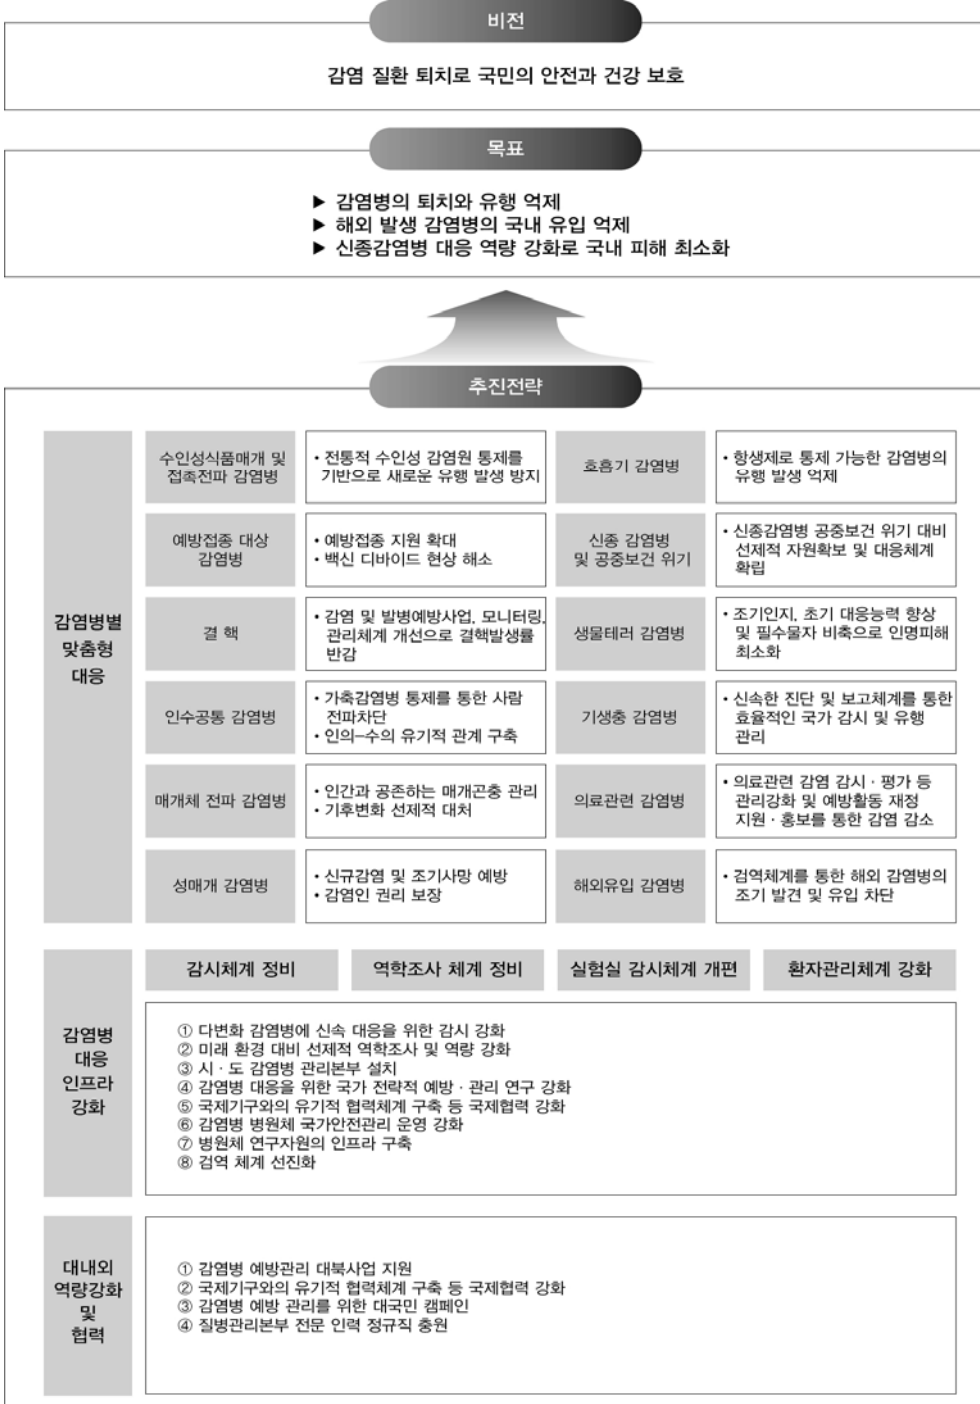 비전
감염 질환 퇴치로 국민의 안전과 건강 보호
목표
▶ 감염병의 퇴치와 유행 억제
▶ 해외 발생 감염병의 국내 유입 억제
▶ 신종감염병 대응 역량 강화로 국내 피해 최소화
추진전략
감염병별
맞춤형
대응
수인성식품매개 및
접촉전파 감염병
• 전통적 수인성 감염원 통제를
기반으로 새로운 유행 발생 방지
호흡기 감염병
• 항생제로 통제 가능한 감염병의
유행 발생 억제
예방접종 대상
감염병
• 예방접종 지원 확대
• 백신 디바이드 현상 해소
신종 감염병
및 공중보건 위기
• 신종감염병 공중보건 위기 대비
선제적 자원확보 및 대응체계
확립
결 핵
• 감염 및 발병예방사업, 모니터링,
관리체계 개선으로 결핵발생률
반감
생물테러 감염병
• 조기인지, 초기 대응능력 향상
및 필수물자 비축으로 인명피해
최소화
인수공통 감염병
• 가축감염병 통제를 통한 사람
전파차단
• 인의-수의 유기적 관계 구축
기생충 감염병
• 신속한 진단 및 보고체계를 통한
효율적인 국가 감시 및 유행
관리
매개체 전파 감염병
• 인간과 공존하는 매개곤충 관리
• 기후변화 선제적 대처
의료관련 감염병
• 의료관련 감염 감시 · 평가 등
관리강화 및 예방활동 재정
지원 · 홍보를 통한 감염 감소
성매개 감염병
• 신규감염 및 조기사망 예방
• 감염인 권리 보장
해외유입 감염병
• 검역체계를 통한 해외 감염병의
조기 발견 및 유입 차단
감염병
대응
인프라
강화
감시체계 정비
역학조사 체계 정비
실험실 감시체계 개편
환자관리체계 강화
① 다변화 감염병에 신속 대응을 위한 감시 강화
② 미래 환경 대비 선제적 역학조사 및 역량 강화
③ 시 · 도 감염병 관리본부 설치
④ 감염병 대응을 위한 국가 전략적 예방 · 관리 연구 강화
⑤ 국제기구와의 유기적 협력체계 구축 등 국제협력 강화
⑥ 감염병 병원체 국가안전관리 운영 강화
⑦ 병원체 연구자원의 인프라 구축
⑧ 검역 체계 선진화
대내외
역량강화
및
협력
① 감염병 예방관리 대북사업 지원
② 국제기구와의 유기적 협력체계 구축 등 국제협력 강화
③ 감염병 예방 관리를 위한 대국민 캠페인
④ 질병관리본부 전문 인력 정규직 충원